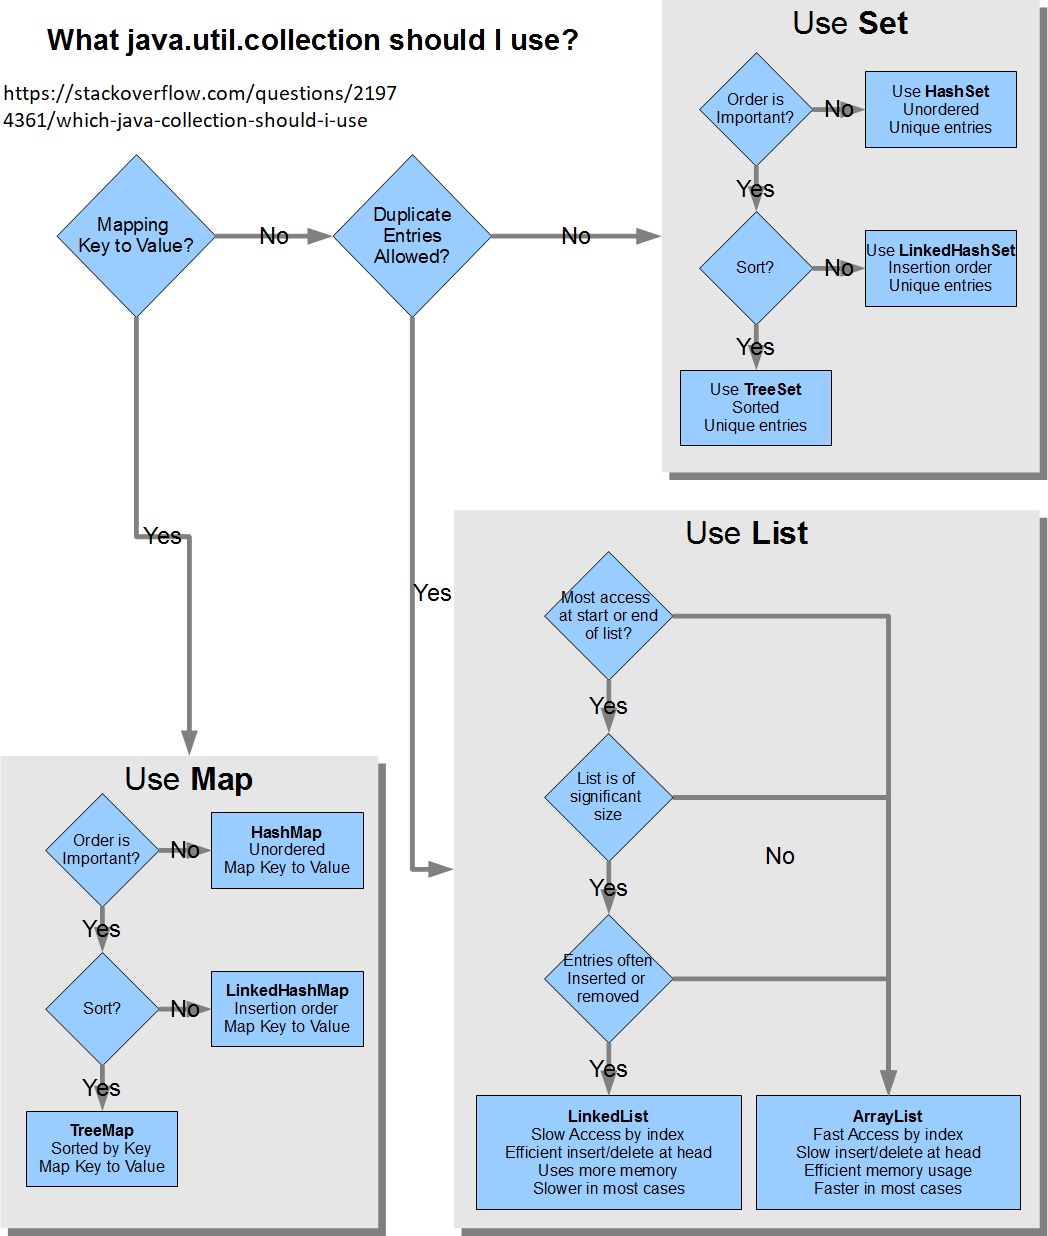 What java.util.collection should I use?
https://stackoverflow.com/questions/2197
4361/which-java-collection-should-i-use
Mapping
Key to Value?
No
Duplicate
Entries
Allowed?
No
Yes
Yes
Use Set
Order is
Important?
No
Use HashSet
Unordered
Unique entries
Yes
Sort?
No
Use LinkedHashSet
Insertion order
Unique entries
Yes
Use TreeSet
Sorted
Unique entries
Use List
Most access
at start or end
of list?
Yes
List is of
significant
size
No
Yes
Entries often
Inserted or
removed
Yes
LinkedList
Slow Access by index
Efficient insert/delete at head
Uses more memory
Slower in most cases
ArrayList
Fast Access by index
Slow insert/delete at head
Efficient memory usage
Faster in most cases
Use Map
Order is
Important?
No
HashMap
Unordered
Map Key to Value
Yes
Sort?
No
LinkedHashMap
Insertion order
Map Key to Value
Yes
TreeMap
Sorted by Key
Map Key to Value